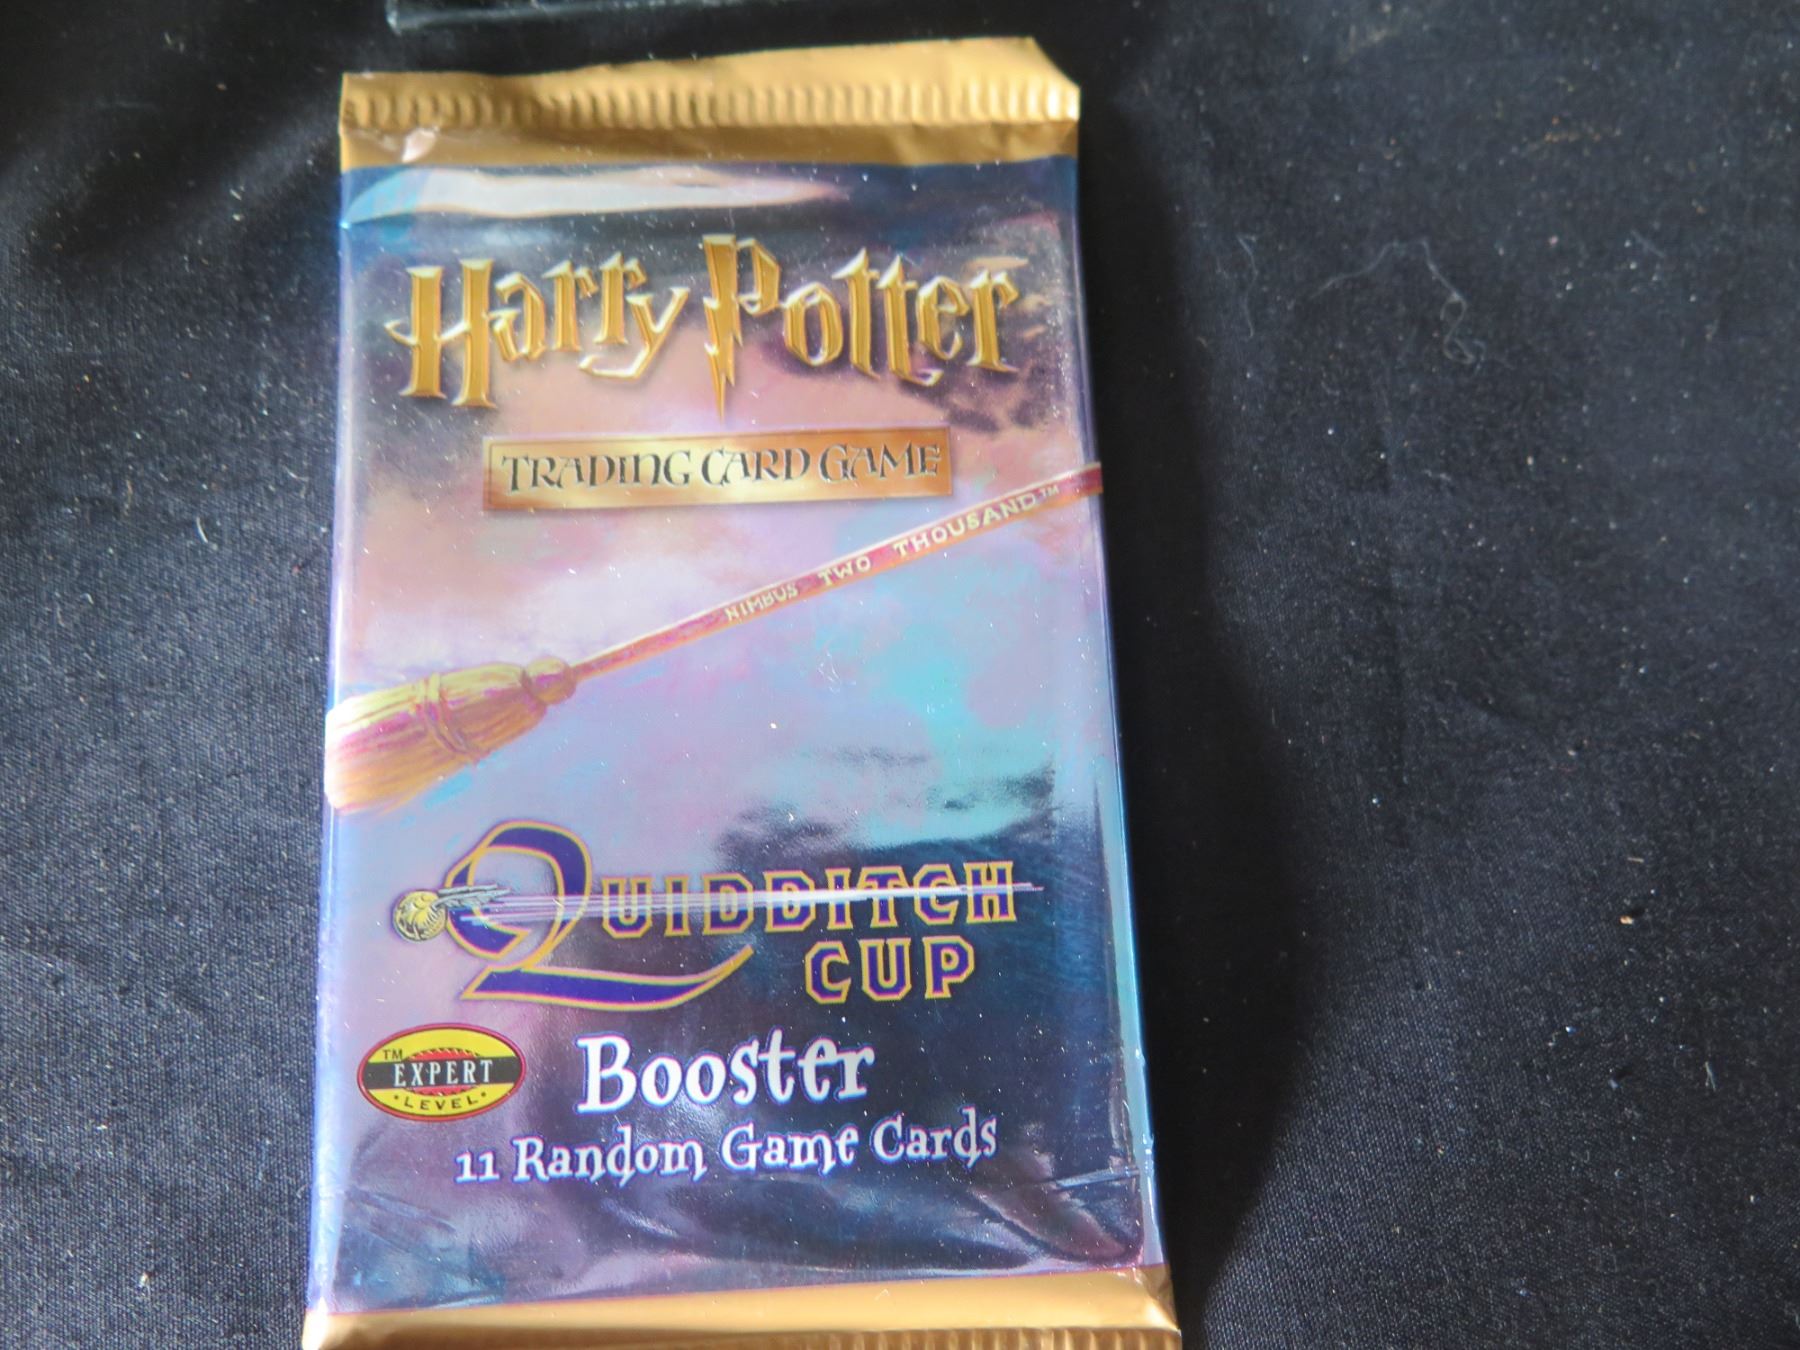 Harry Potter
TRADING CARD GAME
NIMBUS TWO THOUSAND™
QUIDDITCH
CUP
TM
EXPERT
•LEVEL•
Booster
11 Random Game Cards